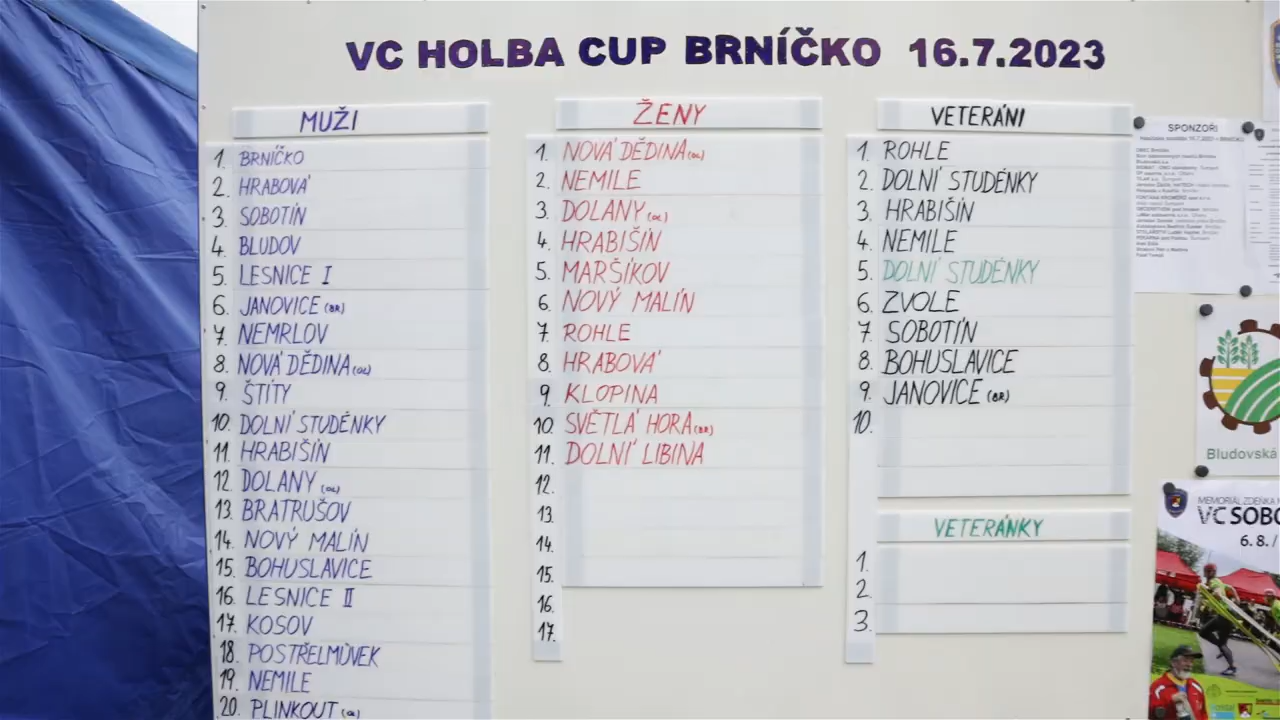 VC HOLBA CUP BRNÍČKO 16.7.2023
MUŽI
1. BRNÍČKO
2. HRABOVÁ
3. SOBOTÍN
4. BLUDOV
5. LESNICE I
6. JANOVICE (BR)
7. NEMRLOV
8. NOVÁ DĚDINA (OL)
9. ŠTÍTY
10. DOLNÍ STUDÉNKY
11. HRABIŠÍN
12. DOLANY (OL)
13. BRATRUŠOV
14. NOVÝ MALÍN
15. BOHUSLAVICE
16. LESNICE II
17. KOSOV
18. POSTŘELMŮVEK
19. NEMILE
20. PLINKOUT (OL)
ŽENY
1. NOVÁ DĚDINA (OL)
2. NEMILE
3. DOLANY (OL)
4. HRABIŠÍN
5. MARŠÍKOV
6. NOVÝ MALÍN
7. ROHLE
8. HRABOVÁ
9. KLOPINA
10. SVĚTLÁ HORA (BR)
11. DOLNÍ LIBINA
12.
13.
14.
15.
16.
17.
VETERÁNI
1. ROHLE
2. DOLNÍ STUDÉNKY
3. HRABIŠÍN
4. NEMILE
5. DOLNÍ STUDÉNKY
6. ZVOLE
7. SOBOTÍN
8. BOHUSLAVICE
9. JANOVICE (BR)
10.
VETERÁNKY
1.
2.
3.
SPONZOŘI
Bludovská
MEMORIÁL ZDEŇKA
VC SOBO
6. 8. /